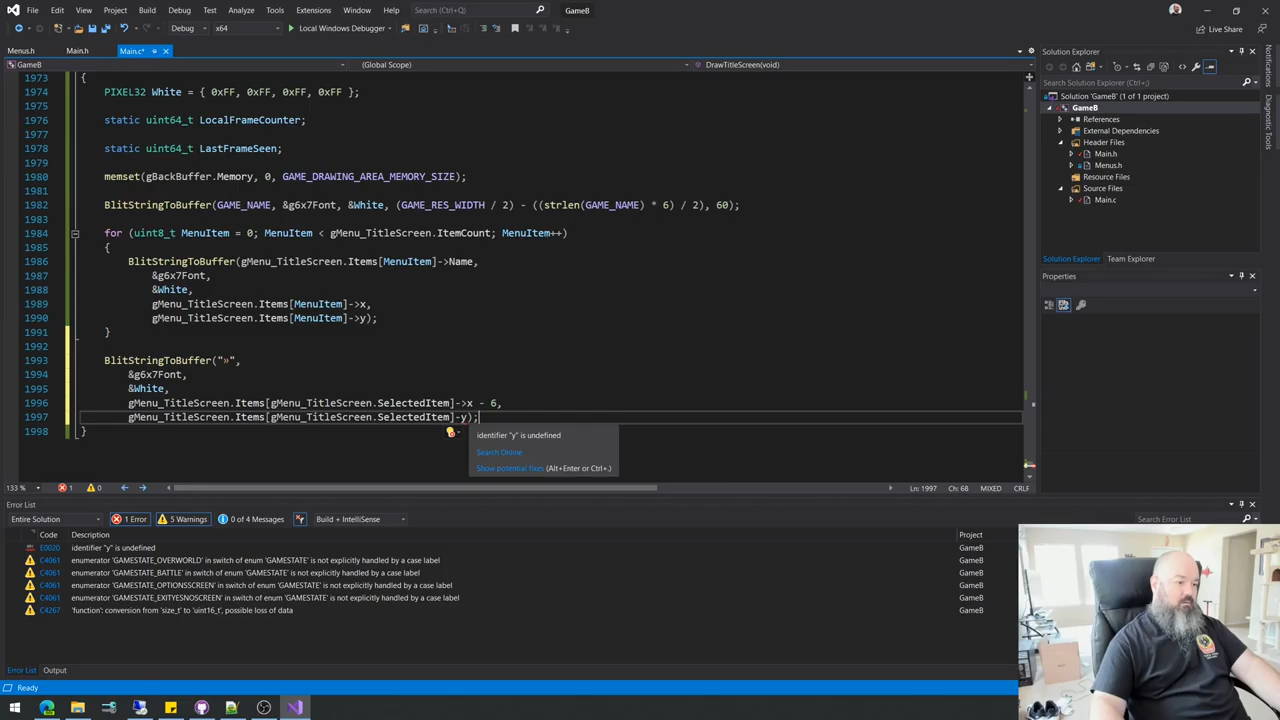 File Edit View Git Project Build Debug Test Analyze Tools Extensions Window Help Search (Ctrl+Q) GameB
Debug x64 Local Windows Debugger Live Share
Menus.h Main.h Main.c*
GameB (Global Scope) DrawTitleScreen(void)
1973 {
1974 PIXEL32 White = { 0xFF, 0xFF, 0xFF, 0xFF };
1975
1976 static uint64_t LocalFrameCounter;
1977
1978 static uint64_t LastFrameSeen;
1979
1980 memset(gBackBuffer.Memory, 0, GAME_DRAWING_AREA_MEMORY_SIZE);
1981
1982 BlitStringToBuffer(GAME_NAME, &g6x7Font, &White, (GAME_RES_WIDTH / 2) - ((strlen(GAME_NAME) * 6) / 2), 60);
1983
1984 for (uint8_t MenuItem = 0; MenuItem < gMenu_TitleScreen.ItemCount; MenuItem++)
1985 {
1986 BlitStringToBuffer(gMenu_TitleScreen.Items[MenuItem]->Name,
1987 &g6x7Font,
1988 &White,
1989 gMenu_TitleScreen.Items[MenuItem]->x,
1990 gMenu_TitleScreen.Items[MenuItem]->y);
1991 }
1992
1993 BlitStringToBuffer("»",
1994 &g6x7Font,
1995 &White,
1996 gMenu_TitleScreen.Items[gMenu_TitleScreen.SelectedItem]->x - 6,
1997 gMenu_TitleScreen.Items[gMenu_TitleScreen.SelectedItem]-y);
1998 }
identifier "y" is undefined
Search Online
Show potential fixes (Alt+Enter or Ctrl+.)
133 % 1 0 Ln: 1997 Ch: 68 MIXED CRLF
Error List
Entire Solution 1 Error 5 Warnings 0 of 4 Messages Build + IntelliSense Search Error List
Code Description Project
E0020 identifier "y" is undefined GameB
C4061 enumerator 'GAMESTATE_OVERWORLD' in switch of enum 'GAMESTATE' is not explicitly handled by a case label GameB
C4061 enumerator 'GAMESTATE_BATTLE' in switch of enum 'GAMESTATE' is not explicitly handled by a case label GameB
C4061 enumerator 'GAMESTATE_OPTIONSSCREEN' in switch of enum 'GAMESTATE' is not explicitly handled by a case label GameB
C4061 enumerator 'GAMESTATE_EXITYESNOSCREEN' in switch of enum 'GAMESTATE' is not explicitly handled by a case label GameB
C4267 'function': conversion from 'size_t' to 'uint16_t', possible loss of data GameB
Error List Output
Ready
Solution Explorer
Search Solution Explorer (Ctrl+;)
Solution 'GameB' (1 of 1 project)
GameB
References
External Dependencies
Header Files
Main.h
Menus.h
Resource Files
Source Files
Main.c
Solution Explorer Team Explorer
Properties
Notifications
Diagnostic Tools